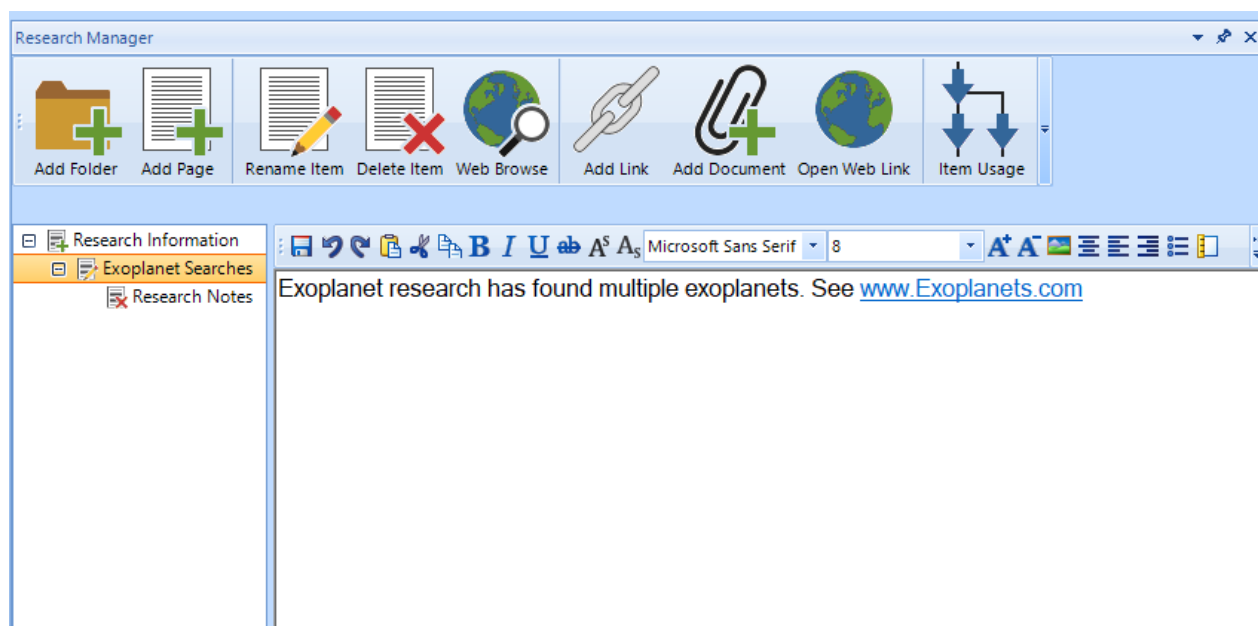 Research Manager
Add Folder Add Page Rename Item Delete Item Web Browse Add Link Add Document Open Web Link Item Usage
Research Information
Exoplanet Searches
Research Notes
B I U ab A^S A_S Microsoft Sans Serif 8 A+ A-
Exoplanet research has found multiple exoplanets. See www.Exoplanets.com